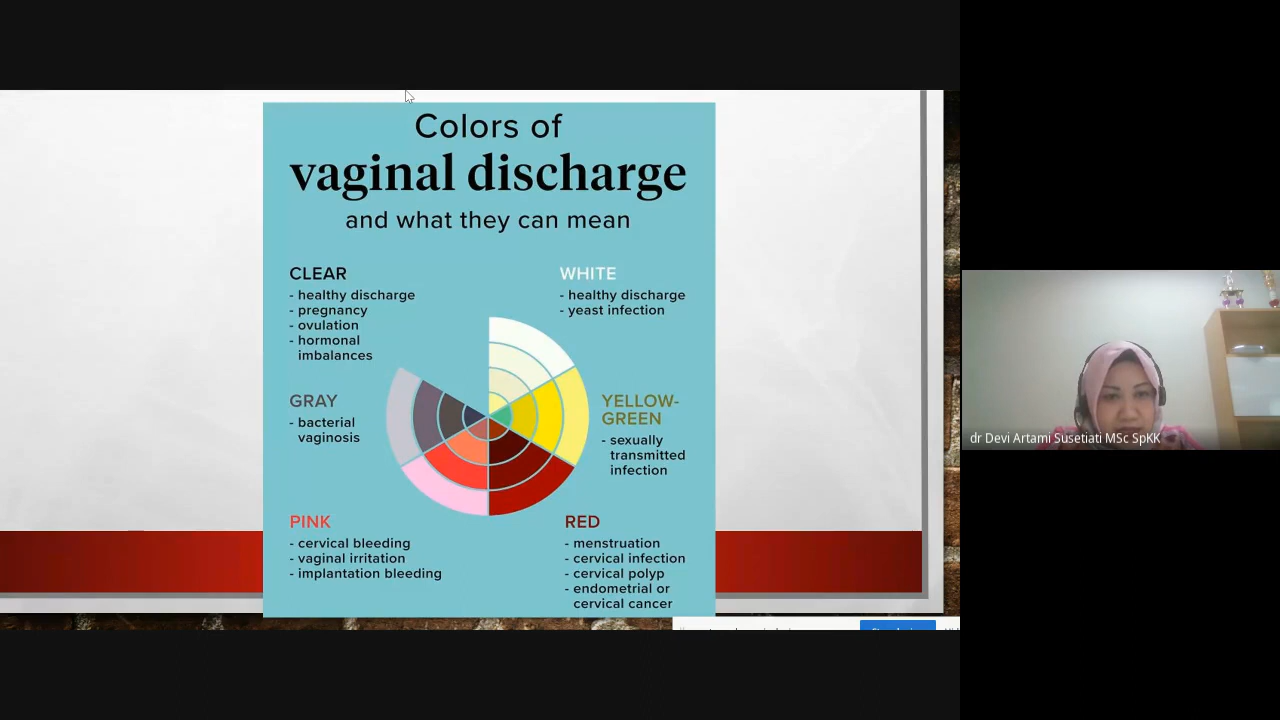 Colors of
vaginal discharge
and what they can mean
CLEAR
- healthy discharge
- pregnancy
- ovulation
- hormonal
imbalances
WHITE
- healthy discharge
- yeast infection
GRAY
- bacterial
vaginosis
YELLOW-
GREEN
- sexually
transmitted
infection
PINK
- cervical bleeding
- vaginal irritation
- implantation bleeding
RED
- menstruation
- cervical infection
- cervical polyp
- endometrial or
cervical cancer
dr Devi Artami Susetiati MSc SpKK